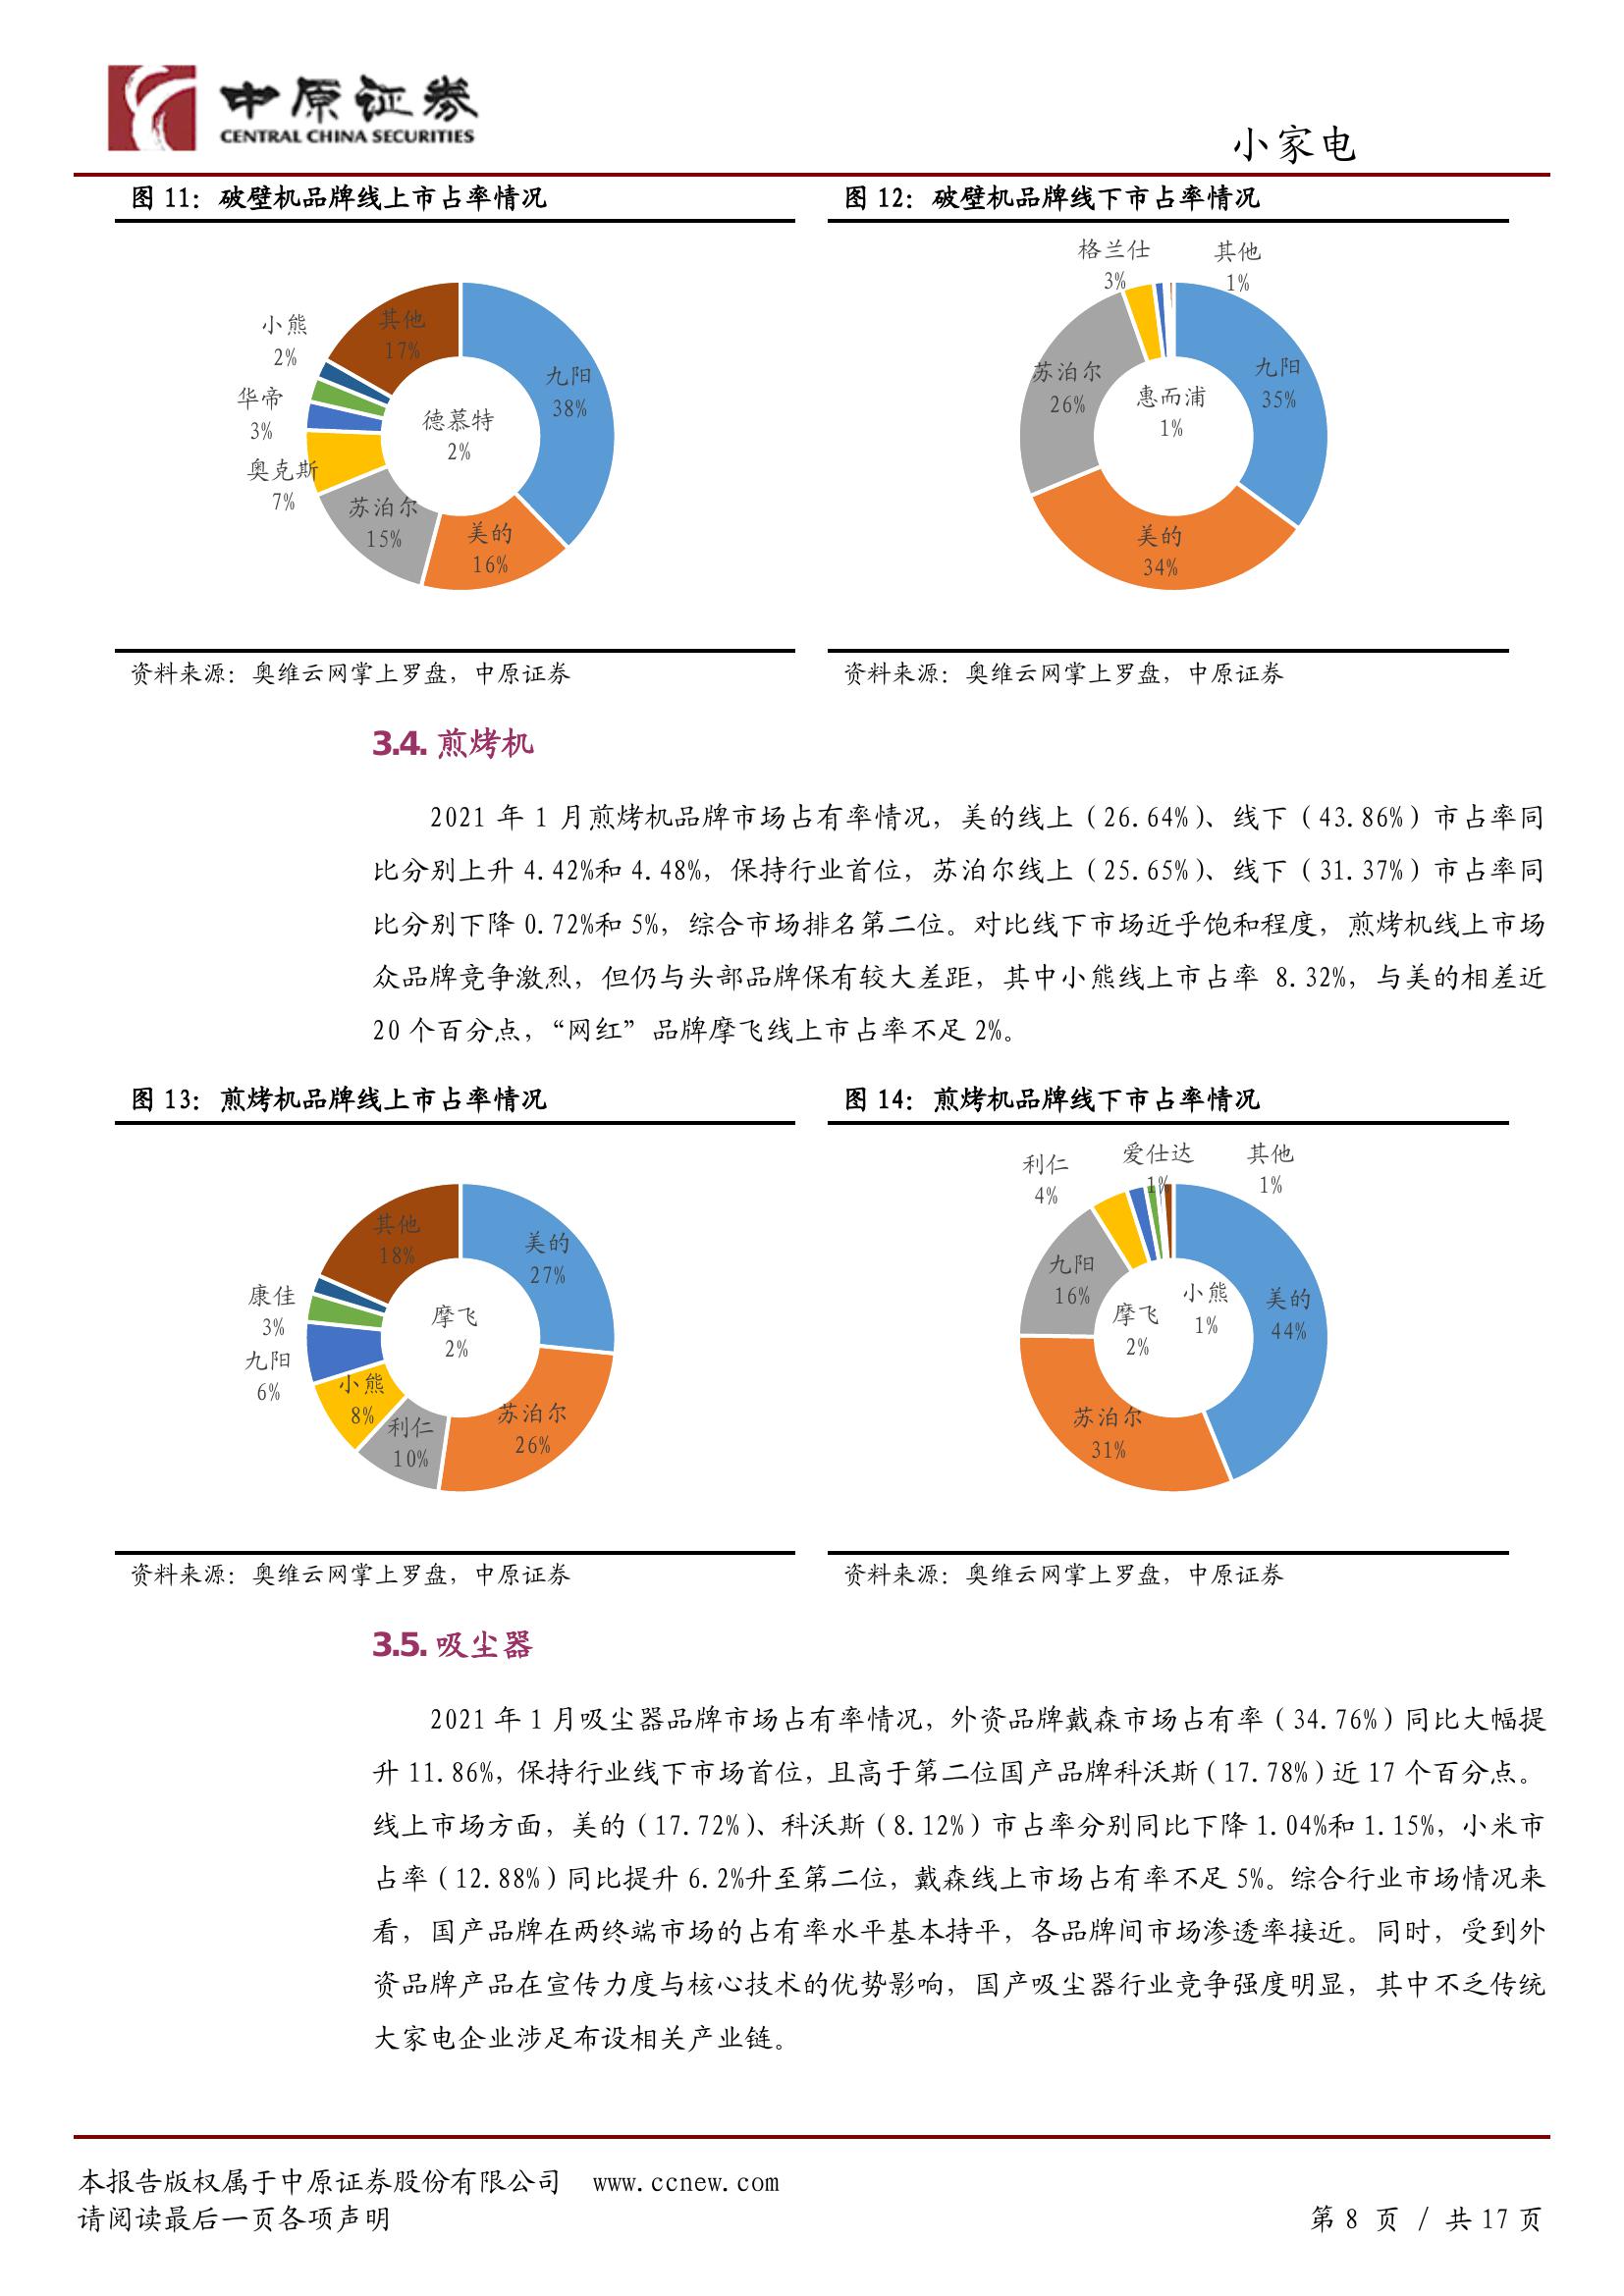 中原证券
CENTRAL CHINA SECURITIES
小家电
图 11：破壁机品牌线上市占率情况
九阳
38%
美的
16%
苏泊尔
15%
奥克斯
7%
华帝
3%
德慕特
2%
小熊
2%
其他
17%
资料来源：奥维云网掌上罗盘，中原证券
图 12：破壁机品牌线下市占率情况
九阳
35%
美的
34%
苏泊尔
26%
格兰仕
3%
惠而浦
1%
其他
1%
资料来源：奥维云网掌上罗盘，中原证券
3.4. 煎烤机
2021 年 1 月煎烤机品牌市场占有率情况，美的线上（26.64%）、线下（43.86%）市占率同
比分别上升 4.42%和 4.48%，保持行业首位，苏泊尔线上（25.65%）、线下（31.37%）市占率同
比分别下降 0.72%和 5%，综合市场排名第二位。对比线下市场近乎饱和程度，煎烤机线上市场
众品牌竞争激烈，但仍与头部品牌保有较大差距，其中小熊线上市占率 8.32%，与美的相差近
20 个百分点，“网红”品牌摩飞线上市占率不足 2%。
图 13：煎烤机品牌线上市占率情况
美的
27%
苏泊尔
26%
利仁
10%
小熊
8%
九阳
6%
康佳
3%
摩飞
2%
其他
18%
资料来源：奥维云网掌上罗盘，中原证券
图 14：煎烤机品牌线下市占率情况
美的
44%
苏泊尔
31%
九阳
16%
利仁
4%
摩飞
2%
爱仕达
1%
小熊
1%
其他
1%
资料来源：奥维云网掌上罗盘，中原证券
3.5. 吸尘器
2021 年 1 月吸尘器品牌市场占有率情况，外资品牌戴森市场占有率（34.76%）同比大幅提
升 11.86%，保持行业线下市场首位，且高于第二位国产品牌科沃斯（17.78%）近 17 个百分点。
线上市场方面，美的（17.72%）、科沃斯（8.12%）市占率分别同比下降 1.04%和 1.15%，小米市
占率（12.88%）同比提升 6.2%升至第二位，戴森线上市场占有率不足 5%。综合行业市场情况来
看，国产品牌在两终端市场的占有率水平基本持平，各品牌间市场渗透率接近。同时，受到外
资品牌产品在宣传力度与核心技术的优势影响，国产吸尘器行业竞争强度明显，其中不乏传统
大家电企业涉足布设相关产业链。
本报告版权属于中原证券股份有限公司 www.ccnew.com
请阅读最后一页各项声明
第 8 页 / 共 17 页